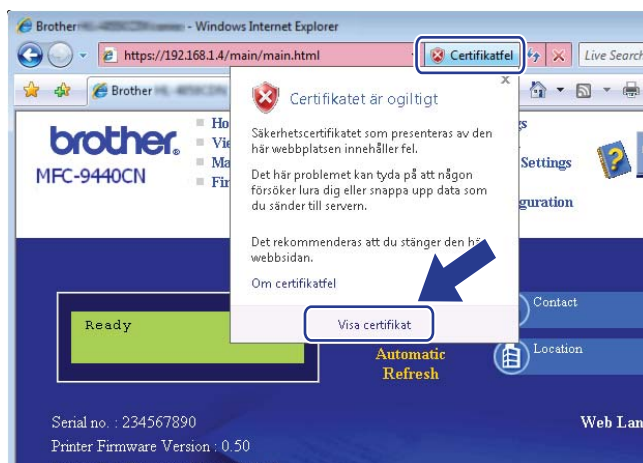 Brother - Windows Internet Explorer
https://192.168.1.4/main/main.html
Certifikatfel
Live Search
Brother
Certifikatet är ogiltigt
x
Säkerhetscertifikatet som presenteras av den
här webbplatsen innehåller fel.
Det här problemet kan tyda på att någon
försöker lura dig eller snappa upp data som
du sänder till servern.
Det rekommenderas att du stänger den
webbsidan.
Om certifikatfel
Visa certifikat
brother®
MFC-9440CN
Ho
Vie
Ma
Fir
Settings
guration
Ready
Automatic
Refresh
Contact
Location
Serial no. : 234567890
Web Lan
Printer Firmware Version : 0.50